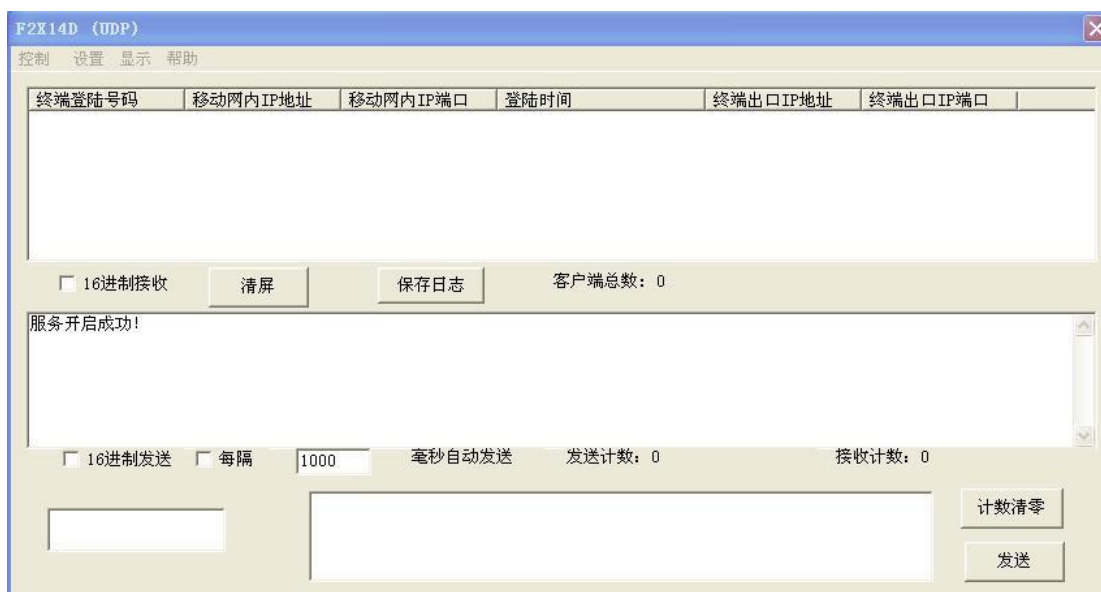 F2X14D (UDP)
控制 设置 显示 帮助
终端登陆号码 移动网内IP地址 移动网内IP端口 登陆时间 终端出口IP地址 终端出口IP端口
16进制接收 清屏 保存日志 客户端总数: 0
服务开启成功!
16进制发送 每隔 1000 毫秒自动发送 发送计数: 0 接收计数: 0
计数清零
发送